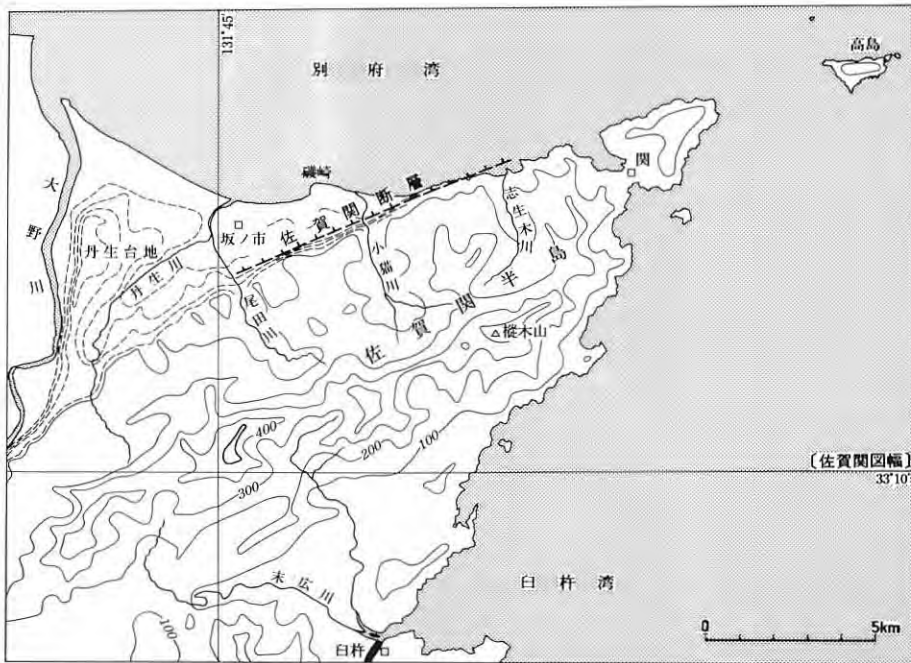 131°45′
別府湾
高島
関
磯崎
佐賀関断層
志生木川
大野川
坂ノ市
丹生台地
丹生川
小猫川
尾田川
佐賀関半島
△樅木山
400
200
100
〔佐賀関図幅〕
33°10′
300
末広川
臼杵湾
100
臼杵
0
5km